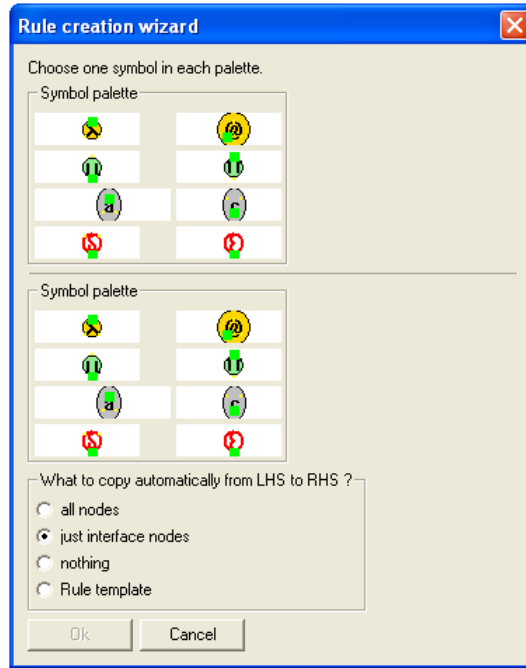 Rule creation wizard
Choose one symbol in each palette.
Symbol palette
Symbol palette
What to copy automatically from LHS to RHS ?
all nodes
just interface nodes
nothing
Rule template
Ok
Cancel